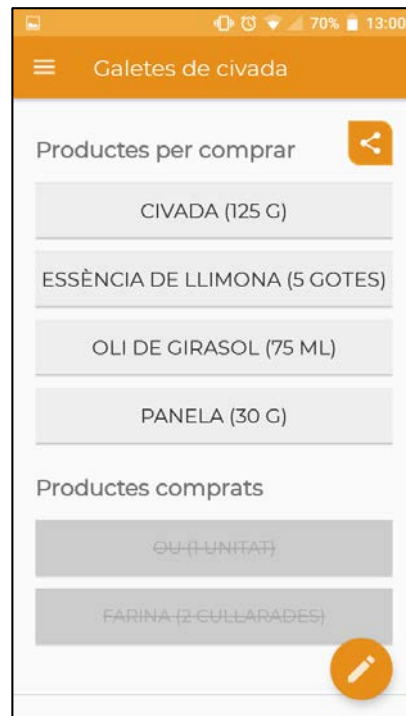 70% 13:00
Galetes de civada
Productes per comprar
CIVADA (125 G)
ESSÈNCIA DE LLIMONA (5 GOTES)
OLI DE GIRASOL (75 ML)
PANELA (30 G)
Productes comprats
OU (1 UNITAT)
FARINA (2 CULLARADES)